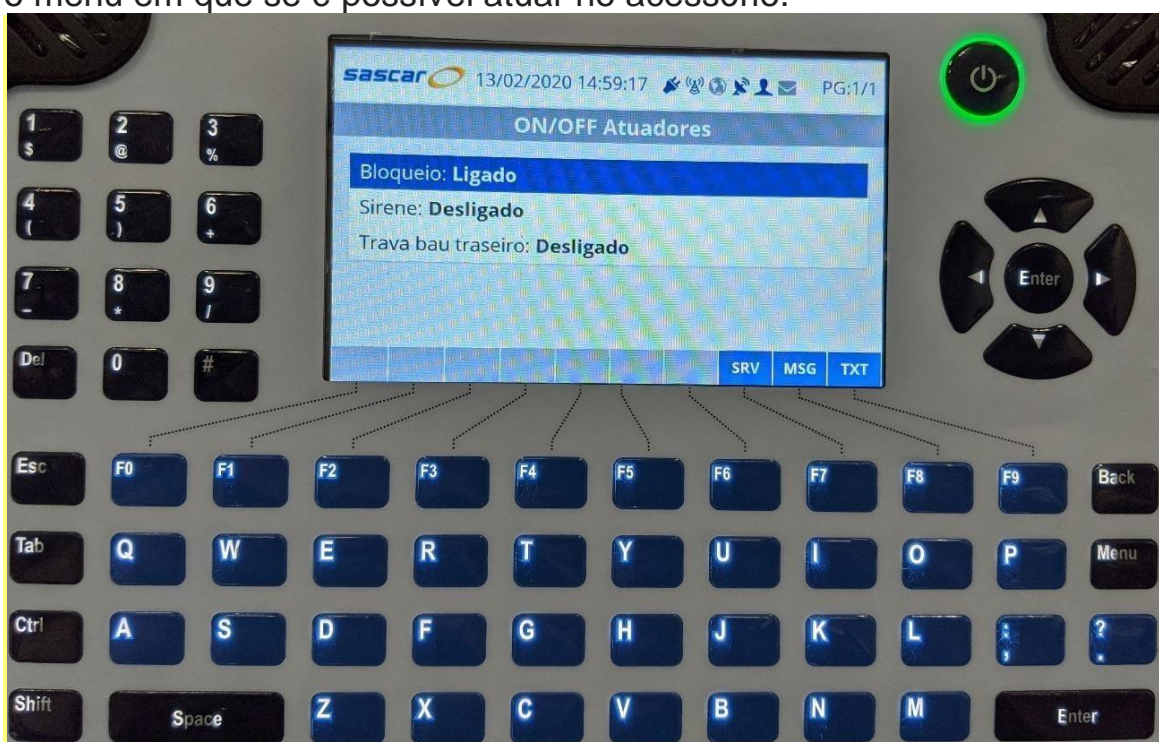 o menu em que se é possível atuar no acessório.
sascar 13/02/2020 14:59:17 PG:1/1
ON/OFF Atuadores
Bloqueio: Ligado
Sirene: Desligado
Trava bau traseiro: Desligado
SRV MSG TXT
1 2 3
$ @ %
4 5 6
( ) +
7 8 9
- * /
Del 0 #
Enter
Esc F0 F1 F2 F3 F4 F5 F6 F7 F8 F9 Back
Tab Q W E R T Y U I O P Menu
Ctrl A S D F G H J K L : ; ? .
Shift Space Z X C V B N M Enter